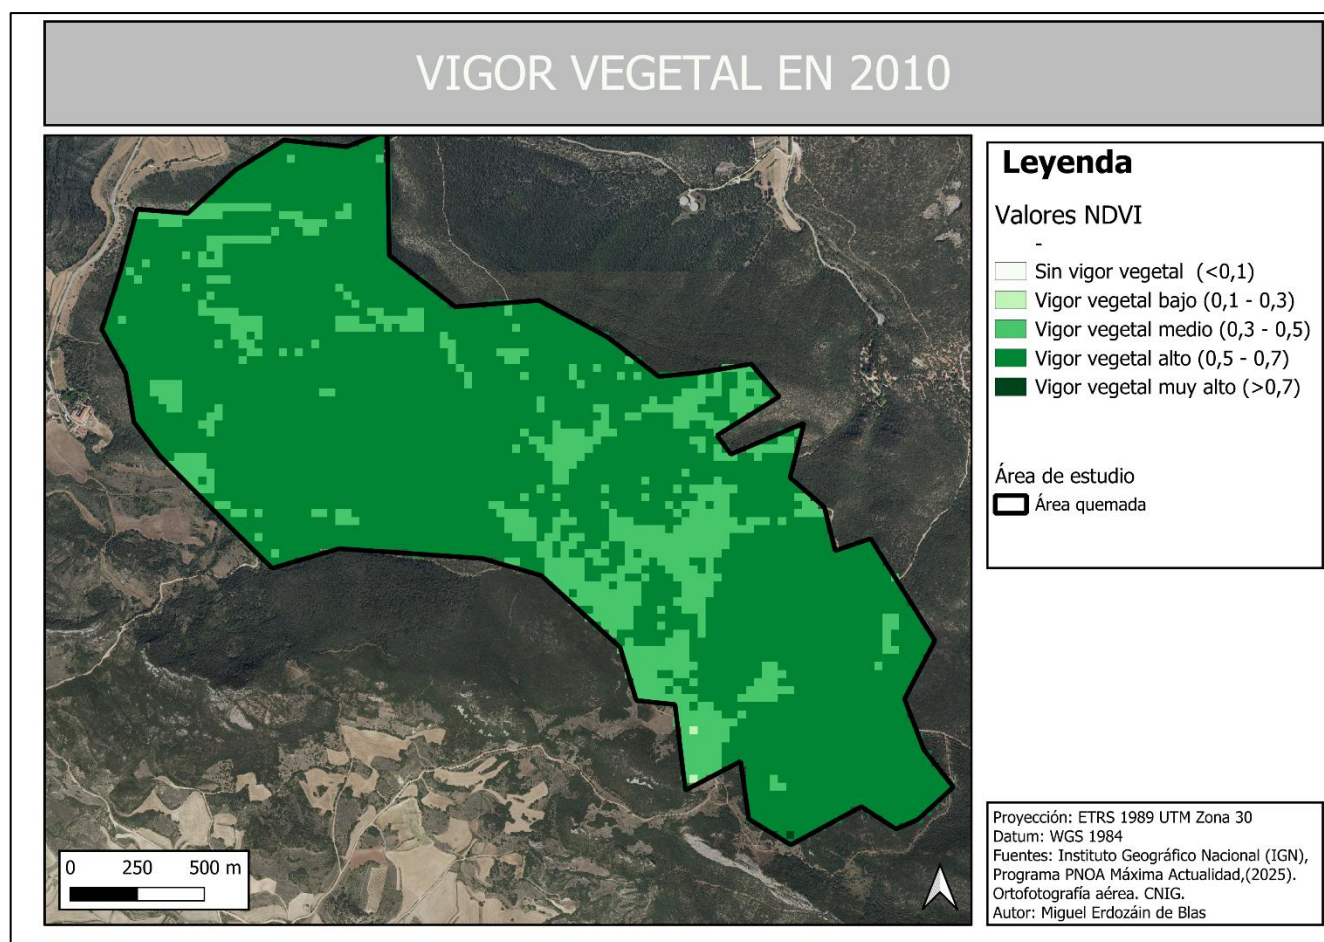 VIGOR VEGETAL EN 2010
Leyenda
Valores NDVI
-
Sin vigor vegetal (<0,1)
Vigor vegetal bajo (0,1 - 0,3)
Vigor vegetal medio (0,3 - 0,5)
Vigor vegetal alto (0,5 - 0,7)
Vigor vegetal muy alto (>0,7)
Área de estudio
Área quemada
0 250 500 m
Proyección: ETRS 1989 UTM Zona 30
Datum: WGS 1984
Fuentes: Instituto Geográfico Nacional (IGN),
Programa PNOA Máxima Actualidad,(2025).
Ortofotografía aérea. CNIG.
Autor: Miguel Erdozáin de Blas